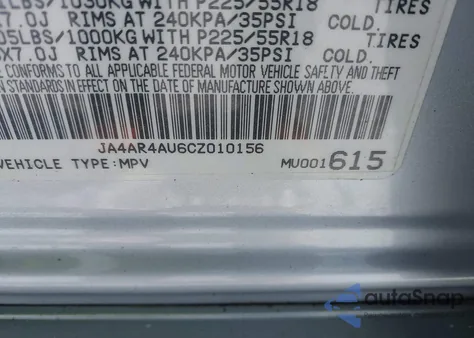 LBS/1030KG WITH P225/55R18 TIRES
7.0J RIMS AT 240KPA/35PSI COLD.
05LBS/1000KG WITH P225/55R18 TIRES
X7.0J RIMS AT 240KPA/35PSI COLD.
CONFORMS TO ALL APPLICABLE FEDERAL MOTOR VEHICLE SAFETY AND THEFT
N STANDARDS IN EFFECT ON THE DATE OF MANUFACTURE SHOWN ABOVE.
JA4AR4AU6CZ010156
VEHICLE TYPE:MPV MU001615
autoSnap